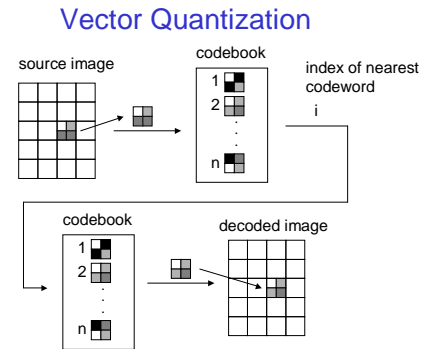 Vector Quantization
source image
codebook
index of nearest
codeword
1
2
.
.
.
n
i
codebook
decoded image
1
2
.
.
.
n